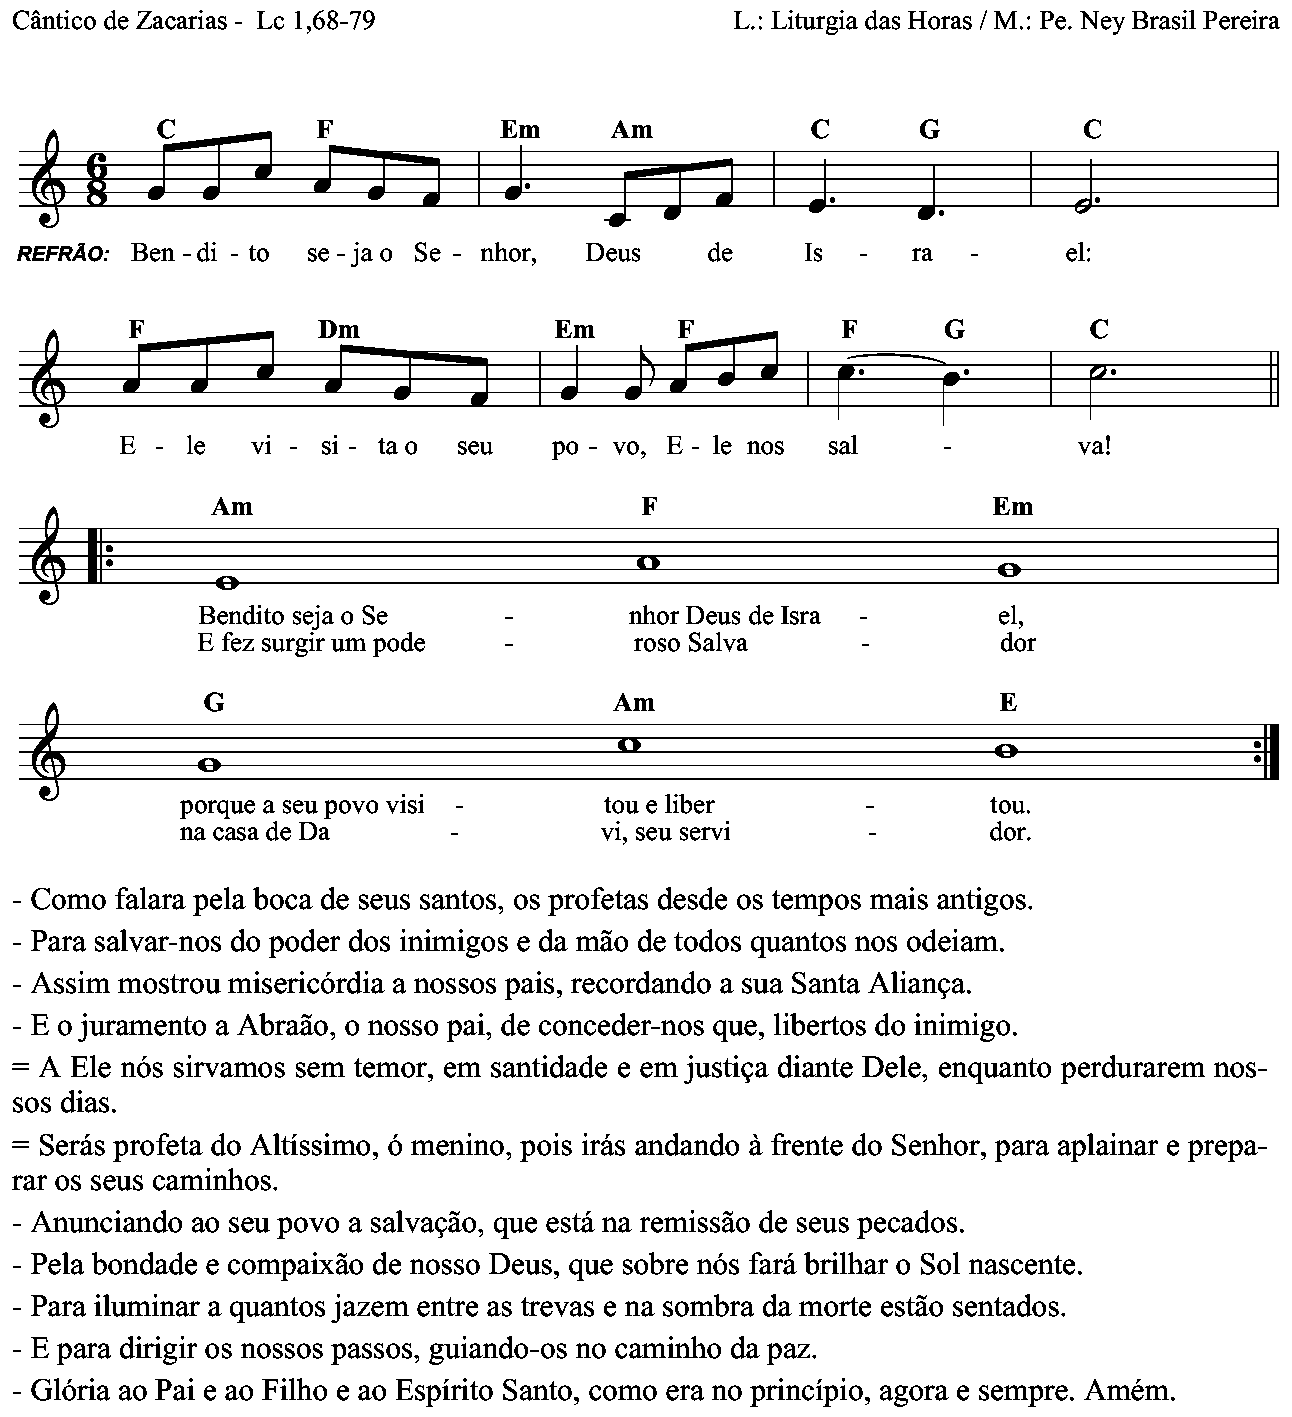 Cântico de Zacarias - Lc 1,68-79 L.: Liturgia das Horas / M.: Pe. Ney Brasil Pereira
C F Em Am C G C
6
8
REFRÃO: Ben - di - to se - ja o Se - nhor, Deus de Is - ra - el:
F Dm Em F F G C
E - le vi - si - ta o seu po - vo, E - le nos sal - va!
Am F Em
Bendito seja o Se - nhor Deus de Isra - el,
E fez surgir um pode - roso Salva - dor
G Am E
porque a seu povo visi - tou e liber - tou.
na casa de Da - vi, seu servi - dor.
- Como falara pela boca de seus santos, os profetas desde os tempos mais antigos.
- Para salvar-nos do poder dos inimigos e da mão de todos quantos nos odeiam.
- Assim mostrou misericórdia a nossos pais, recordando a sua Santa Aliança.
- E o juramento a Abraão, o nosso pai, de conceder-nos que, libertos do inimigo.
= A Ele nós sirvamos sem temor, em santidade e em justiça diante Dele, enquanto perdurarem nos-
sos dias.
= Serás profeta do Altíssimo, ó menino, pois irás andando à frente do Senhor, para aplainar e prepa-
rar os seus caminhos.
- Anunciando ao seu povo a salvação, que está na remissão de seus pecados.
- Pela bondade e compaixão de nosso Deus, que sobre nós fará brilhar o Sol nascente.
- Para iluminar a quantos jazem entre as trevas e na sombra da morte estão sentados.
- E para dirigir os nossos passos, guiando-os no caminho da paz.
- Glória ao Pai e ao Filho e ao Espírito Santo, como era no princípio, agora e sempre. Amém.